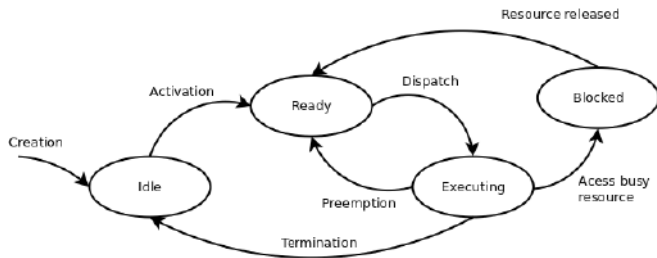 Resource released
Activation
Dispatch
Ready
Blocked
Creation
Idle
Executing
Preemption
Acess busy
resource
Termination